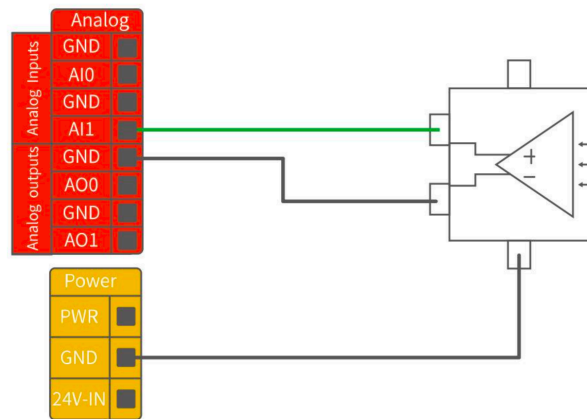 Analog
Analog Inputs
GND
AI0
GND
AI1
Analog outputs
GND
AO0
GND
AO1
+
−
Power
PWR
GND
24V-IN